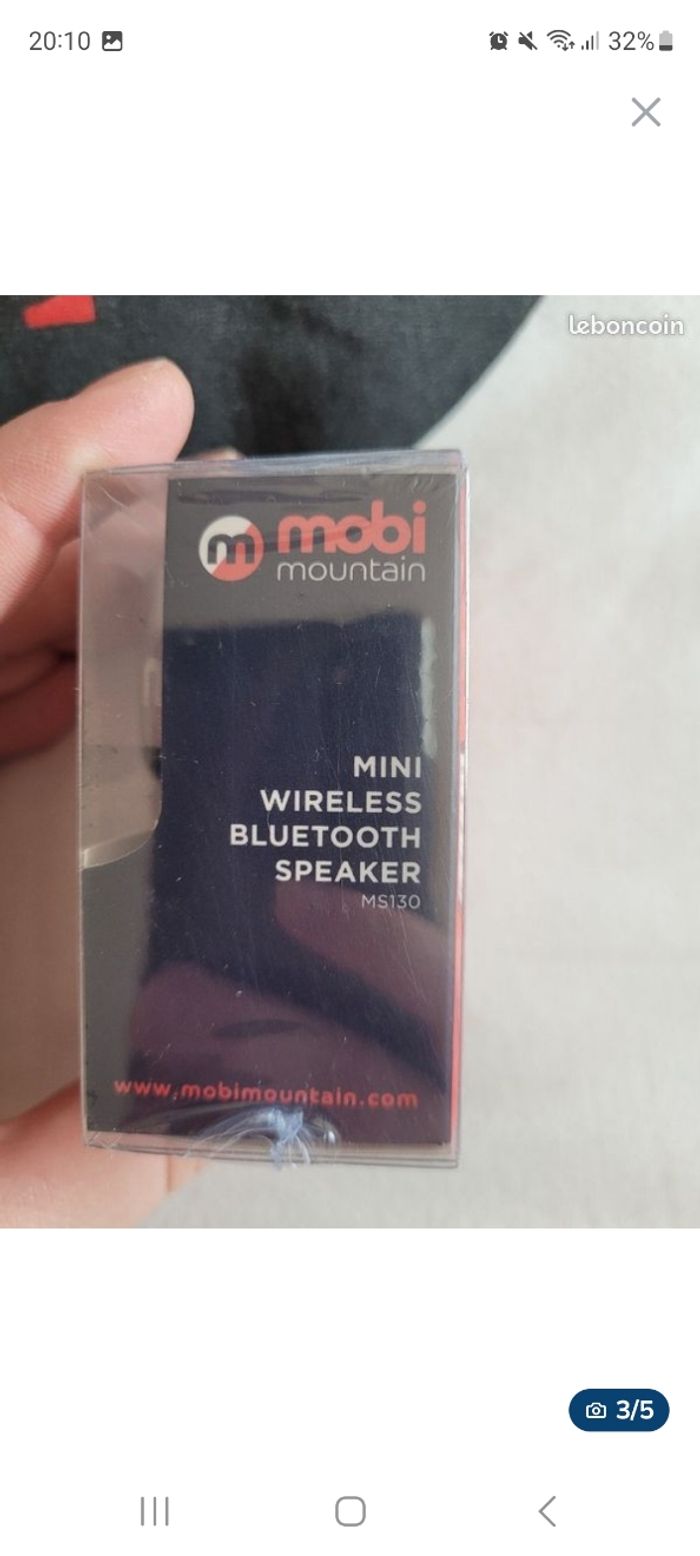 20:10
32%
leboncoin
m mobi
mountain
MINI
WIRELESS
BLUETOOTH
SPEAKER
MS130
www.mobimountain.com
3/5